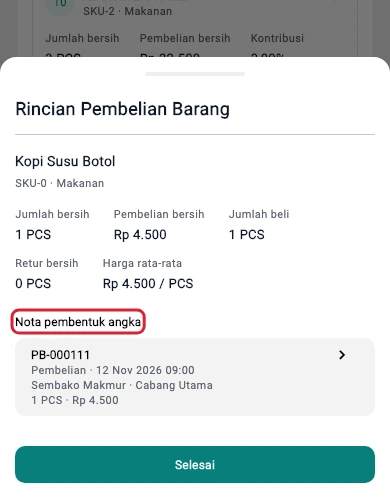 10
SKU-2 · Makanan
Jumlah bersih Pembelian bersih Kontribusi
Rincian Pembelian Barang
Kopi Susu Botol
SKU-0 · Makanan
Jumlah bersih Pembelian bersih Jumlah beli
1 PCS Rp 4.500 1 PCS
Retur bersih Harga rata-rata
0 PCS Rp 4.500 / PCS
Nota pembentuk angka
PB-000111
Pembelian · 12 Nov 2026 09:00
Sembako Makmur · Cabang Utama
1 PCS · Rp 4.500
Selesai